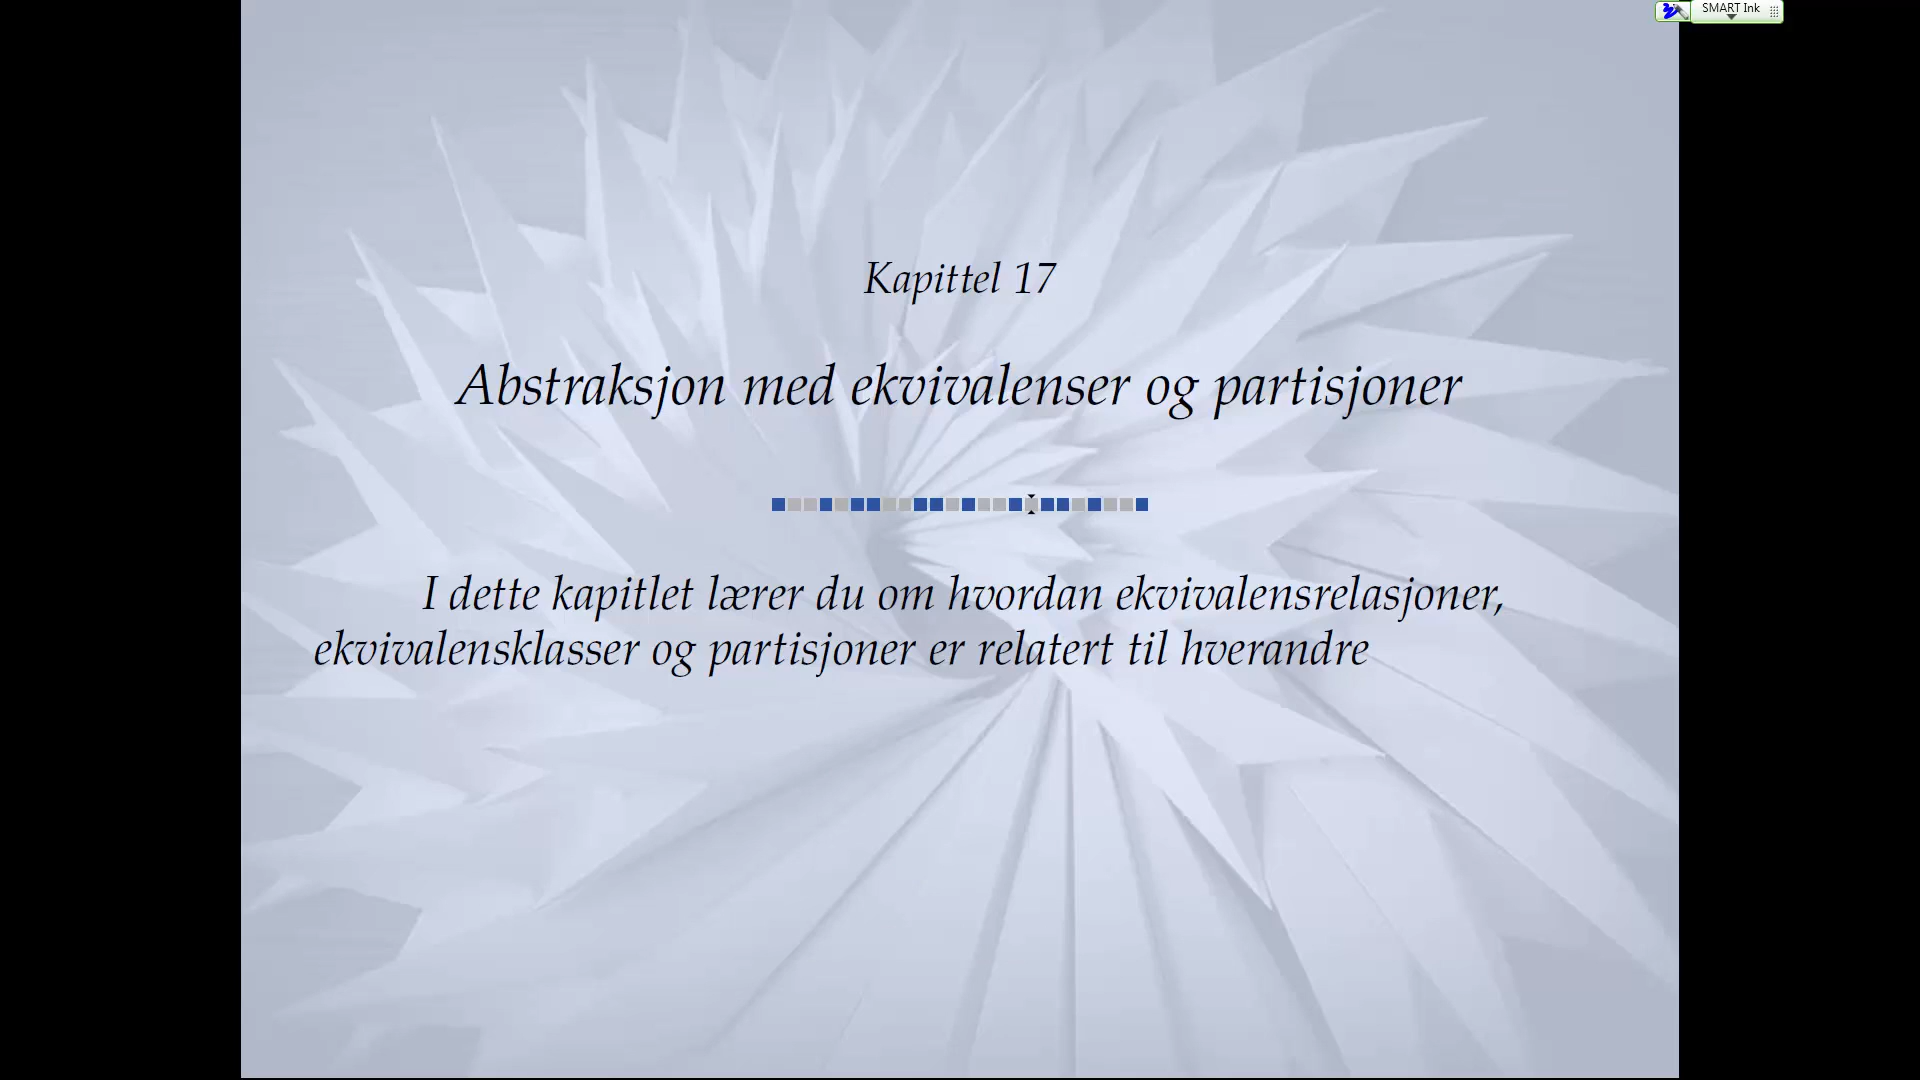 SMART Ink
Kapittel 17
Abstraksjon med ekvivalenser og partisjoner
I dette kapitlet lærer du om hvordan ekvivalensrelasjoner,
ekvivalensklasser og partisjoner er relatert til hverandre